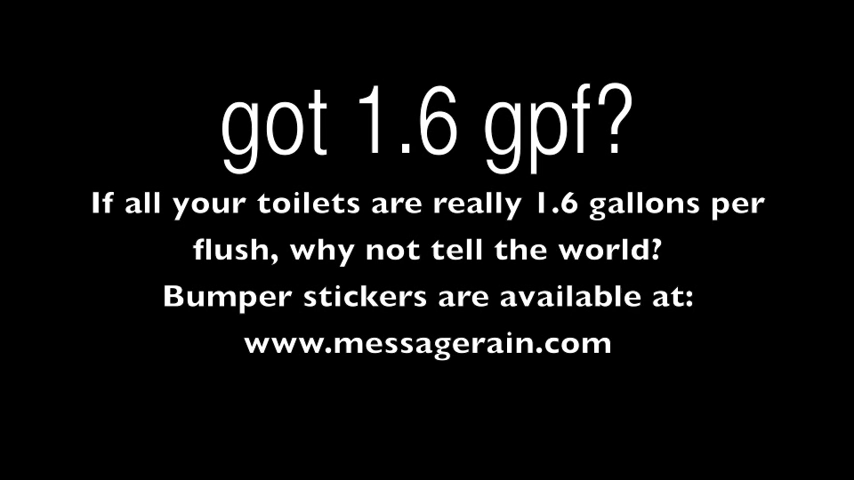 got 1.6 gpf?
If all your toilets are really 1.6 gallons per
flush, why not tell the world?
Bumper stickers are available at:
www.messagerain.com